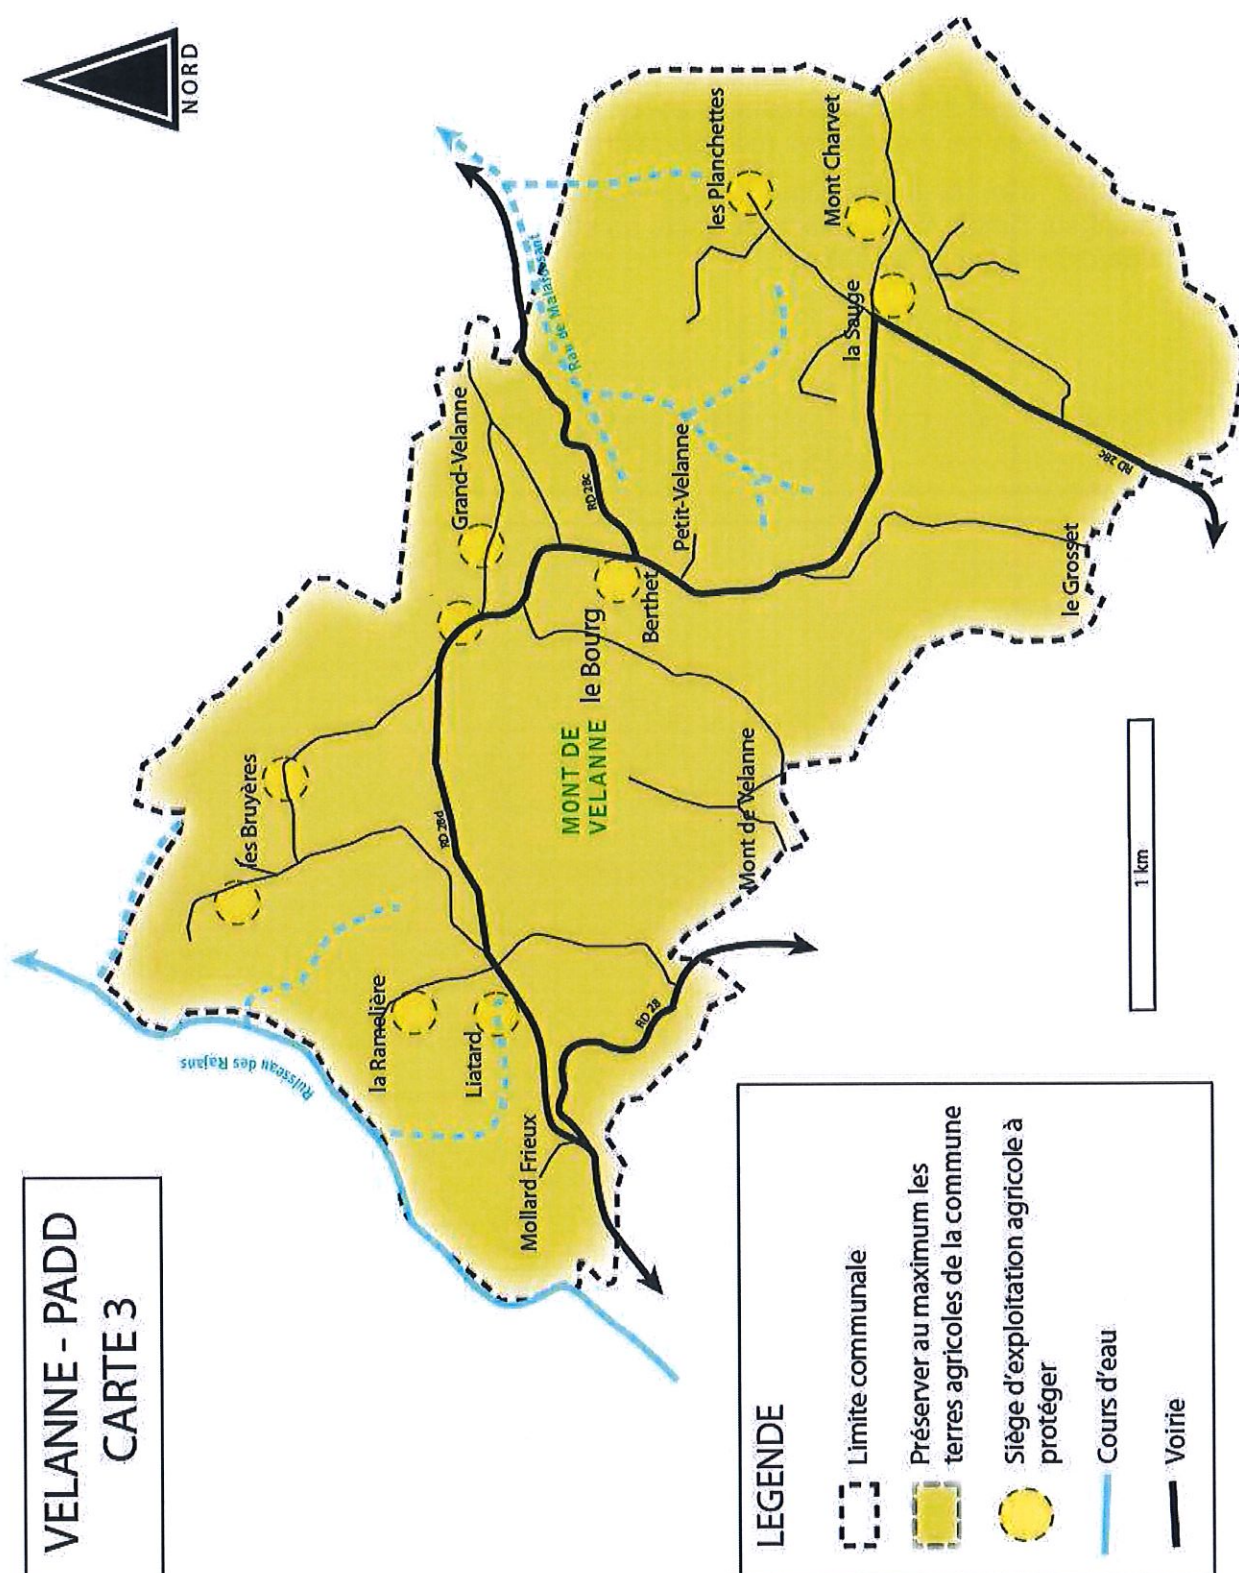 VELANNE - PADD
CARTE 3
NORD
les Planchettes
Mont Charvet
la Sauge
Rau de Malafossant
Grand-Velanne
RD 28c
Petit-Velanne
RD 28c
Berthet
le Bourg
le Grosset
les Bruyères
RD 28d
MONT DE
VELANNE
Mont de Velanne
Ruisseau des Rajans
la Ramelière
Liatard
RD 28
Mollard Frieux
1 km
LEGENDE
Limite communale
Préserver au maximum les
terres agricoles de la commune
Siège d'exploitation agricole à
protéger
Cours d'eau
Voirie